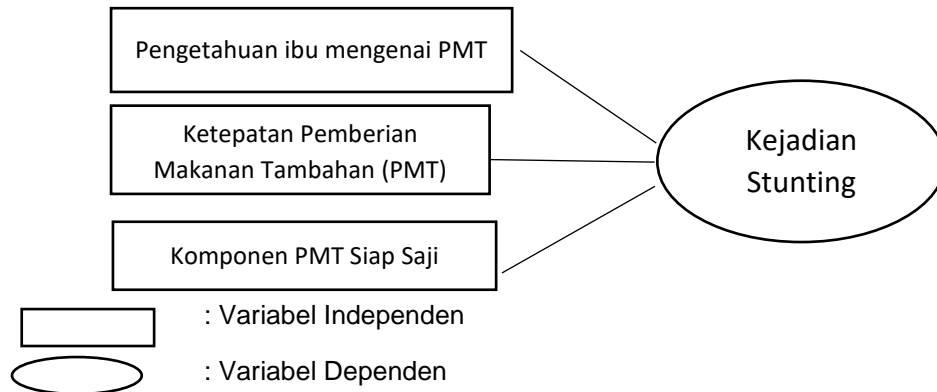 Pengetahuan ibu mengenai PMT
Ketepatan Pemberian
Makanan Tambahan (PMT)
Kejadian
Stunting
Komponen PMT Siap Saji
: Variabel Independen
: Variabel Dependen